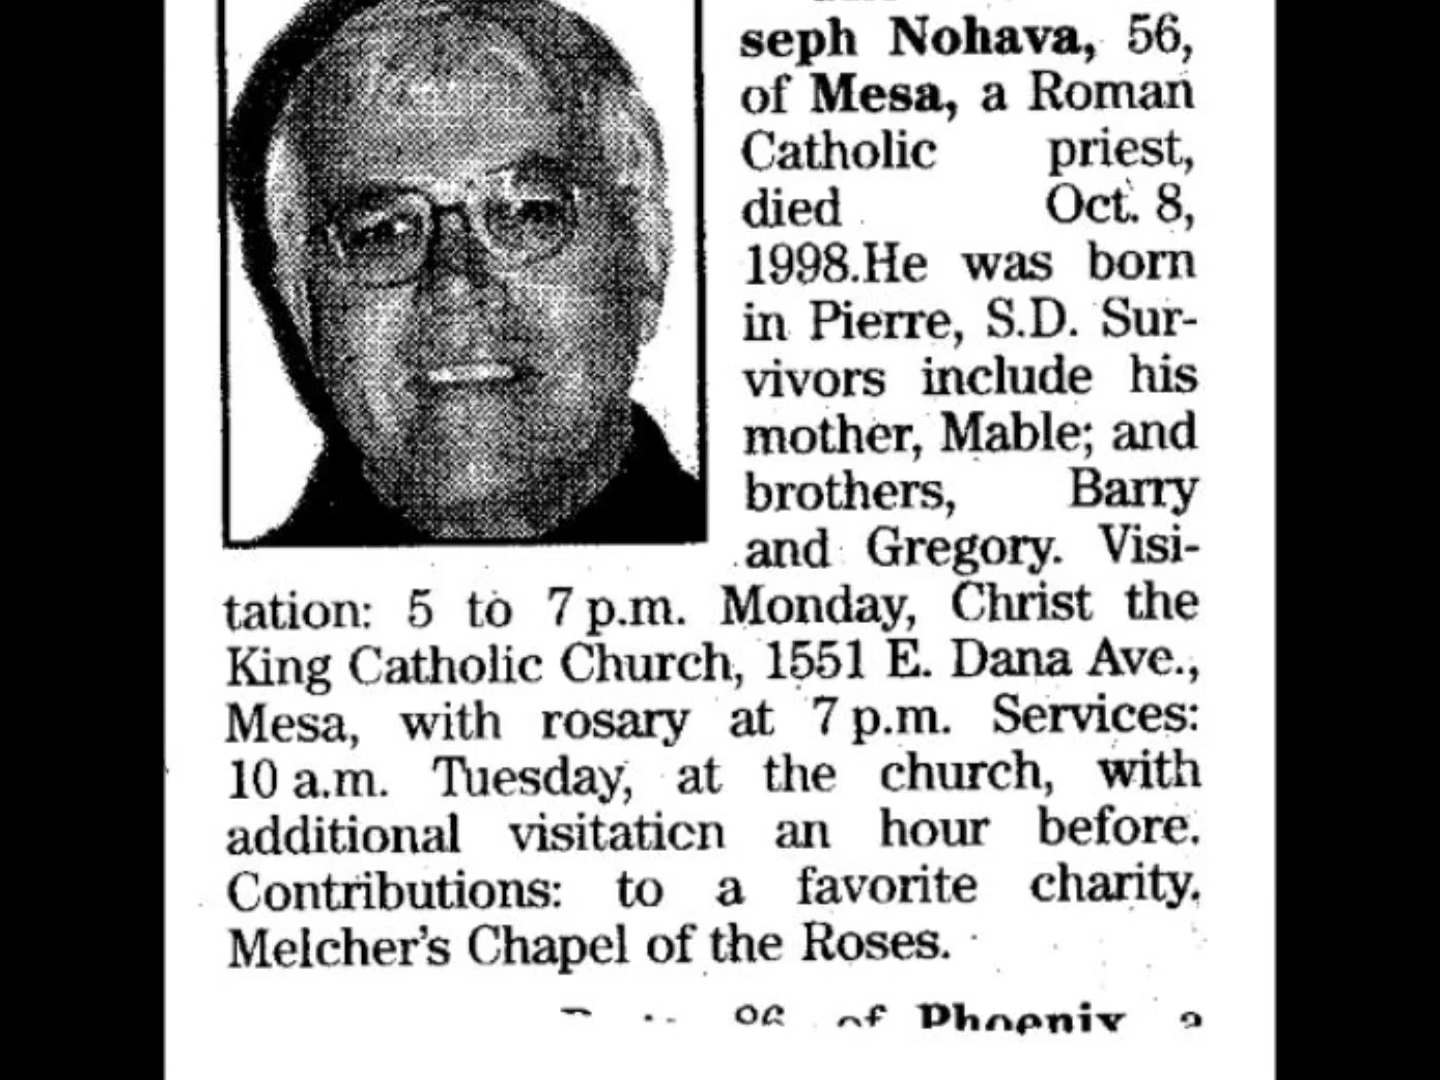 seph Nohava, 56,
of Mesa, a Roman
Catholic priest,
died Oct. 8,
1998.He was born
in Pierre, S.D. Sur-
vivors include his
mother, Mable; and
brothers, Barry
and Gregory. Visi-
tation: 5 to 7 p.m. Monday, Christ the
King Catholic Church, 1551 E. Dana Ave.,
Mesa, with rosary at 7 p.m. Services:
10 a.m. Tuesday, at the church, with
additional visitation an hour before.
Contributions: to a favorite charity.
Melcher's Chapel of the Roses.
of Phoenix, a